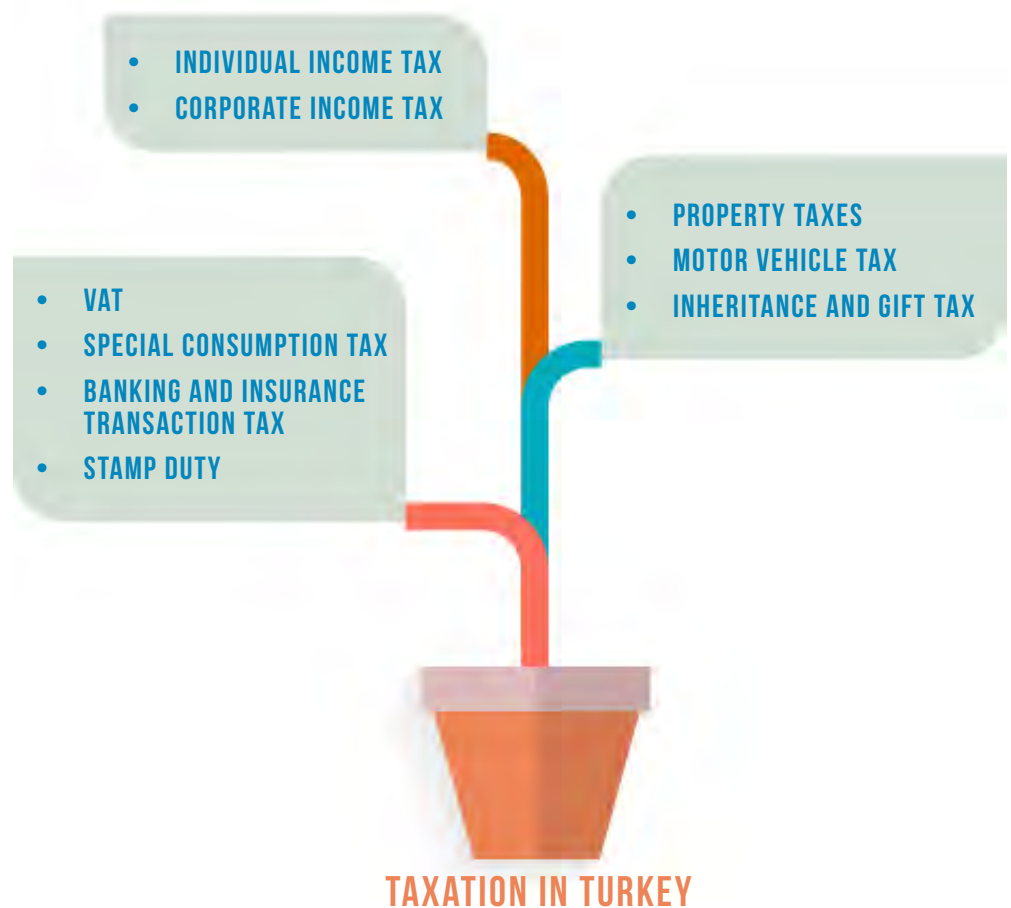 • INDIVIDUAL INCOME TAX
• CORPORATE INCOME TAX
• PROPERTY TAXES
• MOTOR VEHICLE TAX
• INHERITANCE AND GIFT TAX
• VAT
• SPECIAL CONSUMPTION TAX
• BANKING AND INSURANCE
TRANSACTION TAX
• STAMP DUTY
TAXATION IN TURKEY